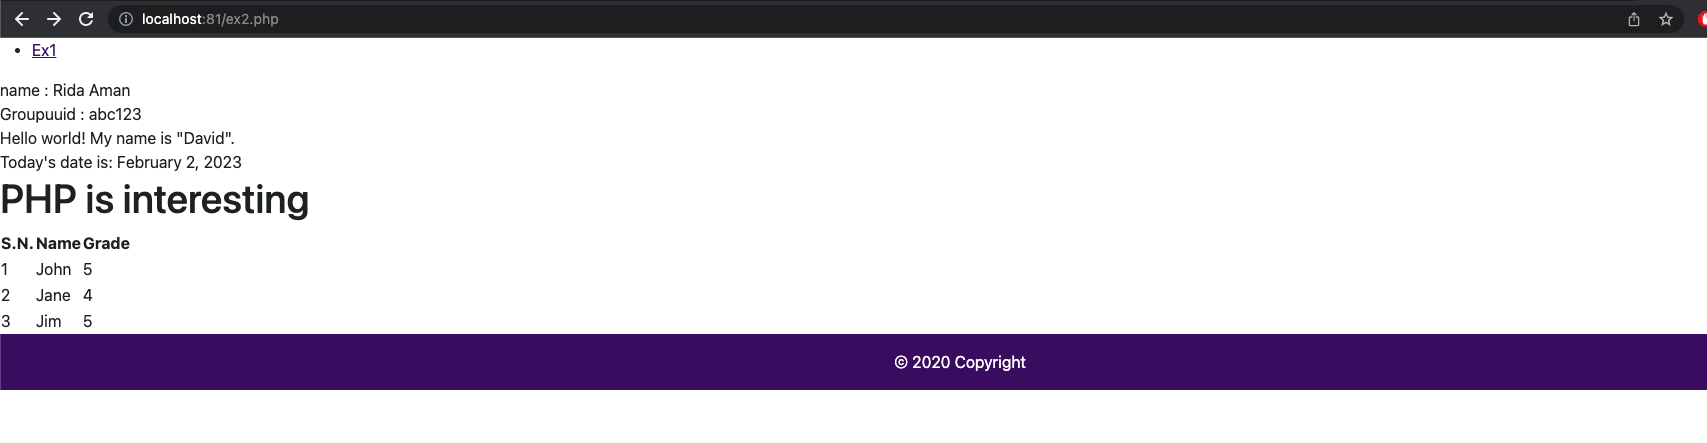 localhost:81/ex2.php
Ex1
name : Rida Aman
Groupuuid : abc123
Hello world! My name is "David".
Today's date is: February 2, 2023
PHP is interesting
S.N. Name Grade
1 John 5
2 Jane 4
3 Jim 5
© 2020 Copyright